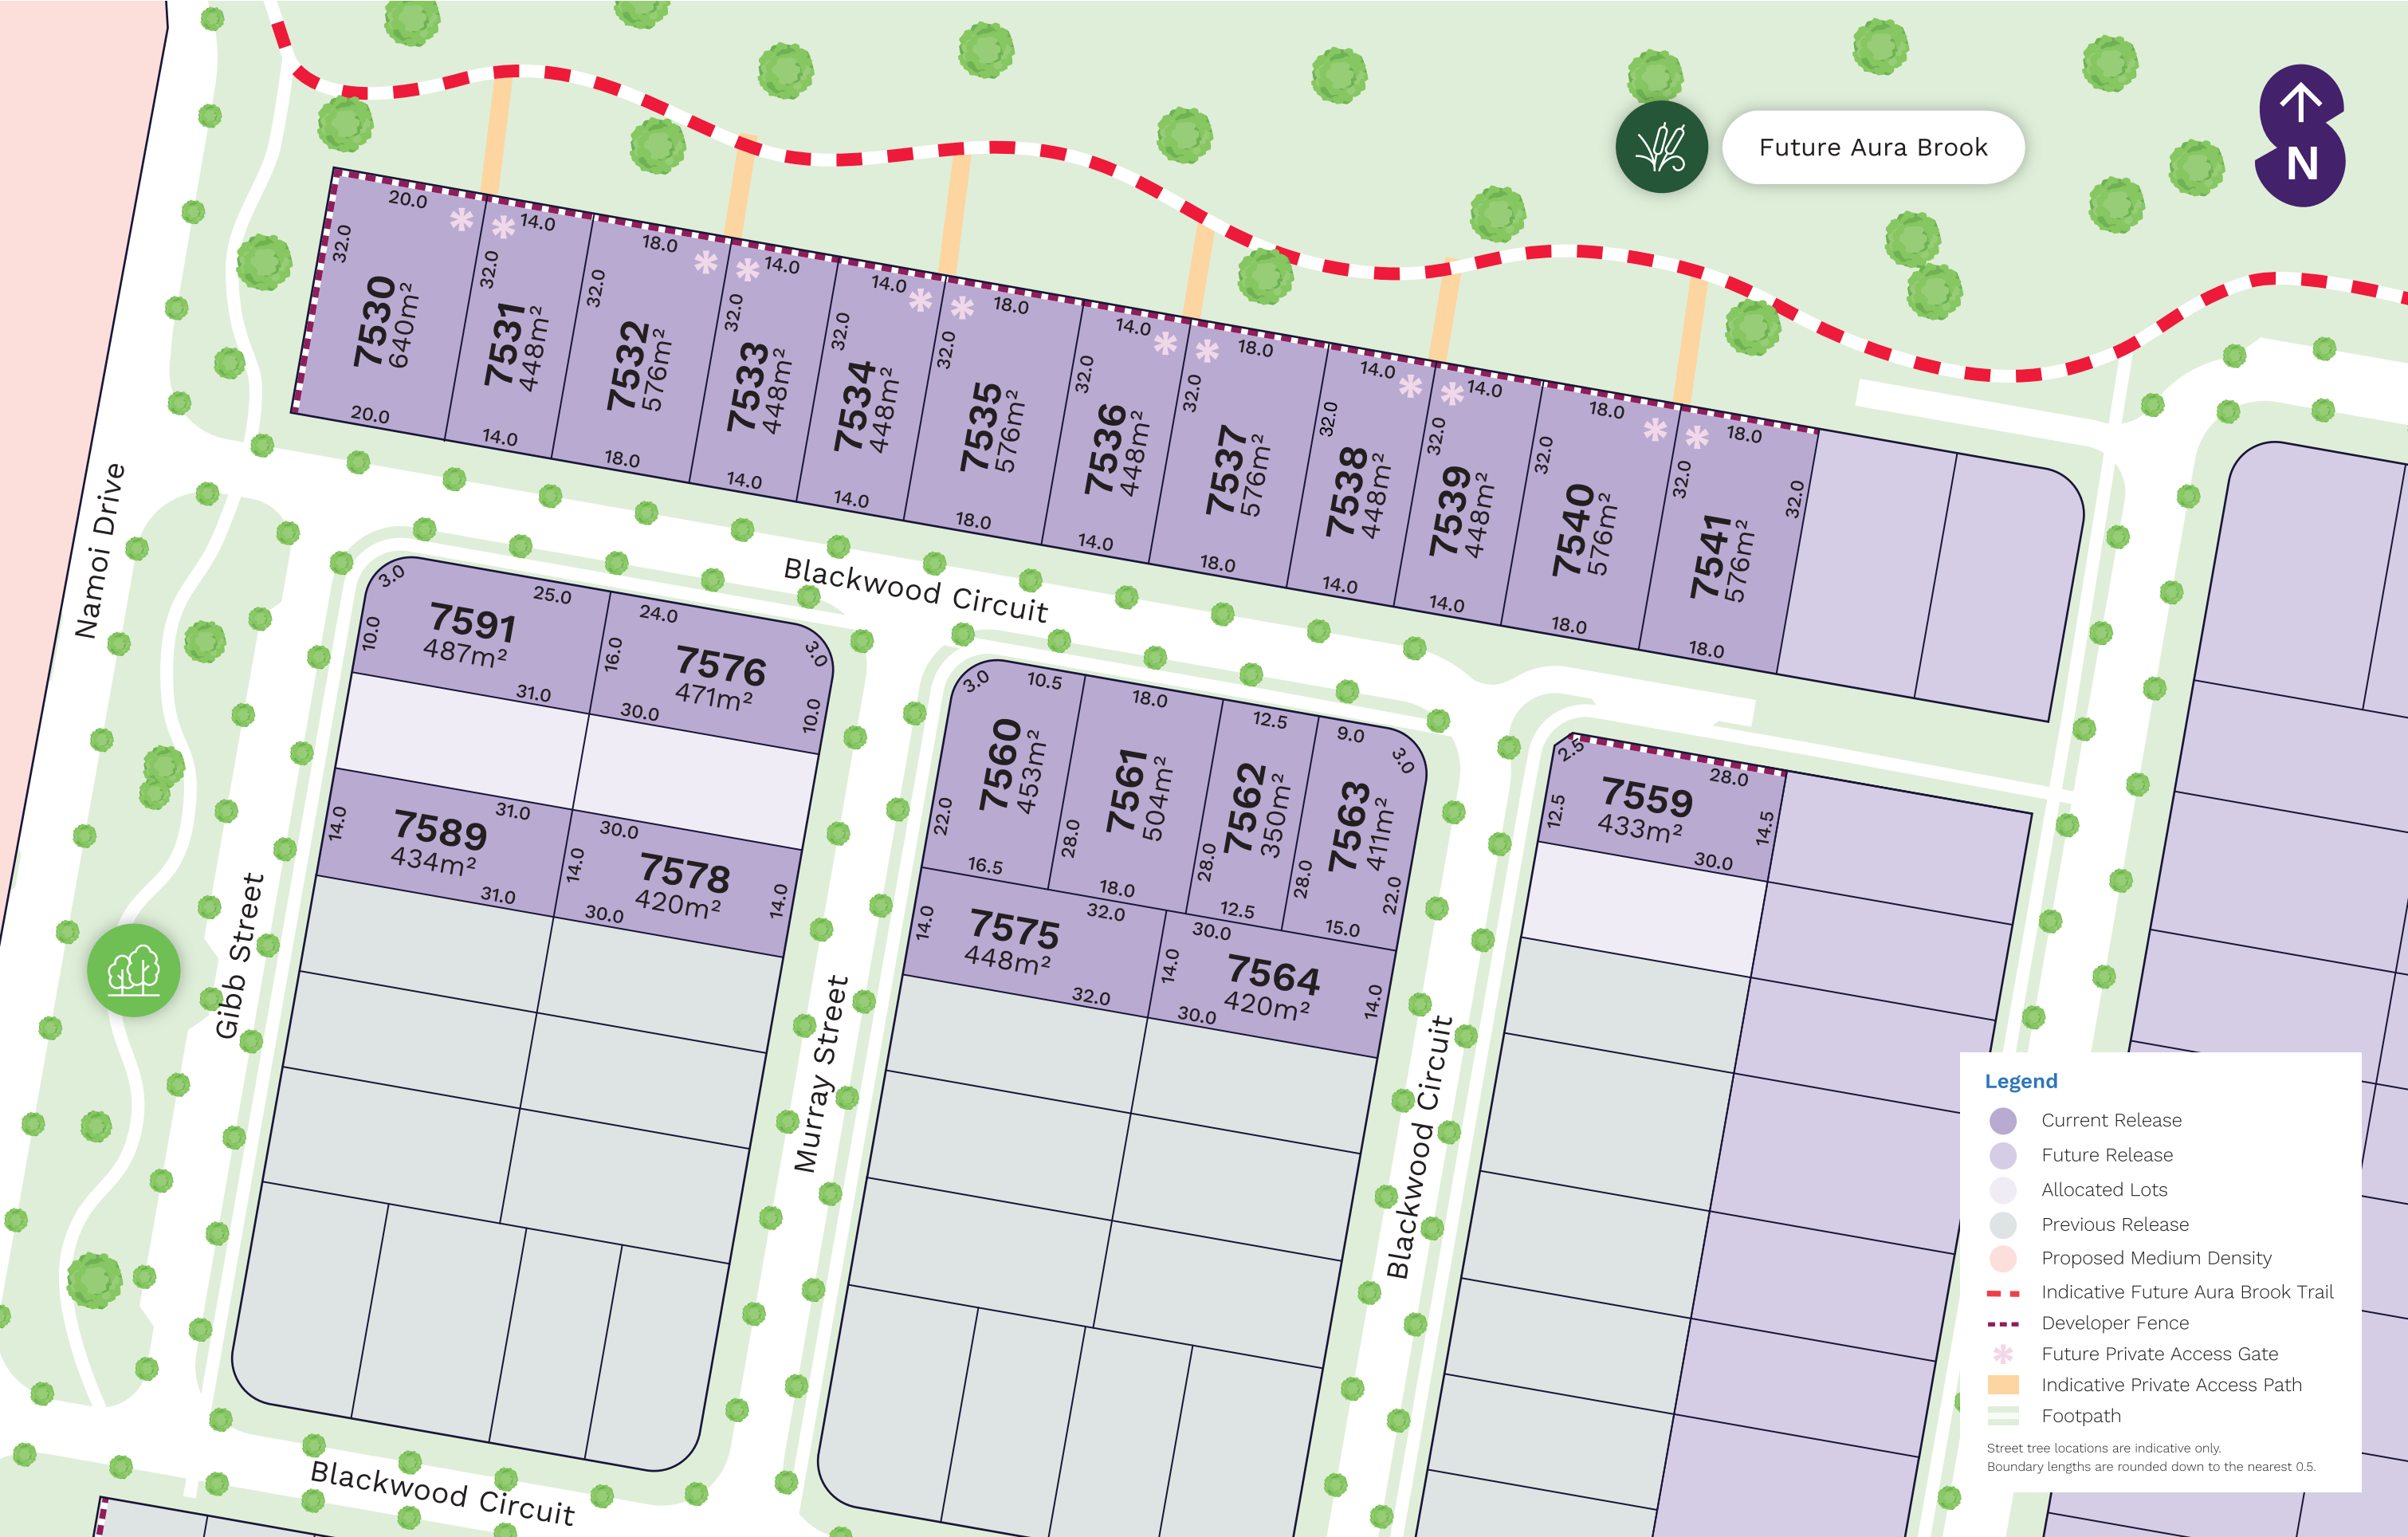 Future Aura Brook
N
20.0
32.0
7530
640m²
20.0
14.0
32.0
7531
448m²
14.0
18.0
32.0
7532
576m²
18.0
14.0
32.0
7533
448m²
14.0
14.0
32.0
7534
448m²
14.0
18.0
32.0
7535
576m²
18.0
14.0
32.0
7536
448m²
14.0
18.0
32.0
7537
576m²
18.0
14.0
32.0
7538
448m²
14.0
14.0
32.0
7539
448m²
14.0
18.0
32.0
7540
576m²
18.0
18.0
32.0
32.0
7541
576m²
18.0
Namoi Drive
Blackwood Circuit
3.0
25.0
10.0
7591
487m²
31.0
24.0
16.0
3.0
7576
471m²
10.0
30.0
31.0
14.0
7589
434m²
31.0
30.0
14.0
7578
420m²
14.0
30.0
3.0
10.5
7560
453m²
22.0
16.5
18.0
7561
504m²
28.0
18.0
12.5
7562
350m²
28.0
12.5
9.0
3.0
7563
411m²
28.0
22.0
15.0
32.0
14.0
7575
448m²
32.0
30.0
14.0
7564
420m²
14.0
30.0
2.5
28.0
12.5
7559
433m²
14.5
30.0
Gibb Street
Murray Street
Blackwood Circuit
Blackwood Circuit
Legend
Current Release
Future Release
Allocated Lots
Previous Release
Proposed Medium Density
Indicative Future Aura Brook Trail
Developer Fence
Future Private Access Gate
Indicative Private Access Path
Footpath
Street tree locations are indicative only.
Boundary lengths are rounded down to the nearest 0.5.